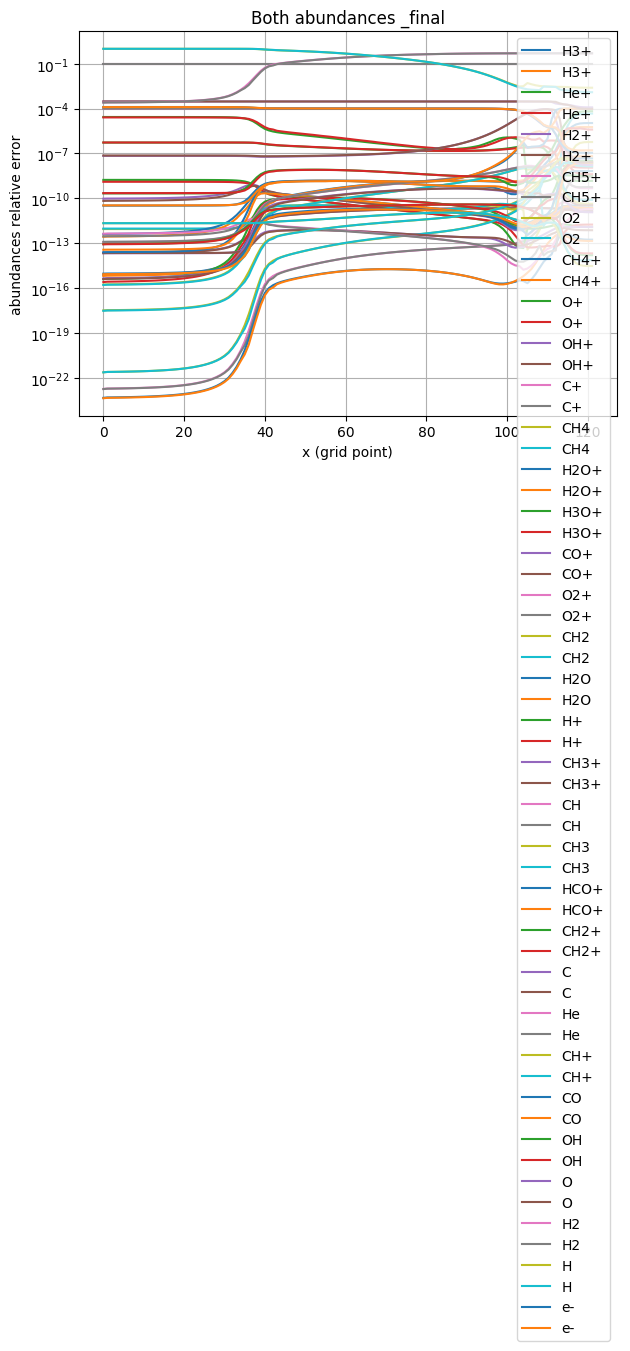 Both abundances _final
abundances relative error
10⁻¹
10⁻⁴
10⁻⁷
10⁻¹⁰
10⁻¹³
10⁻¹⁶
10⁻¹⁹
10⁻²²
0 20 40 60 80 100 120
x (grid point)
H3+
H3+
He+
He+
H2+
H2+
CH5+
CH5+
O2
O2
CH4+
CH4+
O+
O+
OH+
OH+
C+
C+
CH4
CH4
H2O+
H2O+
H3O+
H3O+
CO+
CO+
O2+
O2+
CH2
CH2
H2O
H2O
H+
H+
CH3+
CH3+
CH
CH
CH3
CH3
HCO+
HCO+
CH2+
CH2+
C
C
He
He
CH+
CH+
CO
CO
OH
OH
O
O
H2
H2
H
H
e-
e-